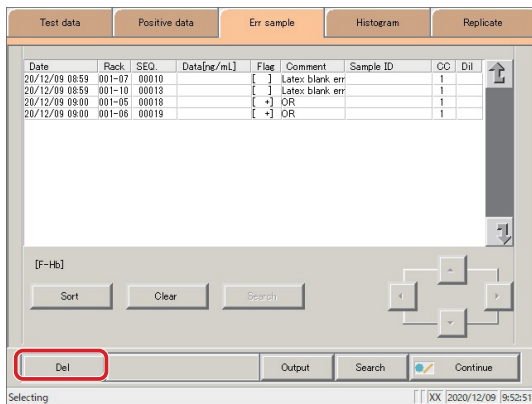 Test data Positive data Err sample Histogram Replicate
Date Rack SEQ. Data[ng/mL] Flag Comment Sample ID CC Dil
20/12/09 08:59 001-07 00010 [ ] Latex blank err 1
20/12/09 08:59 001-10 00013 [ ] Latex blank err 1
20/12/09 09:00 001-05 00018 [ +] OR 1
20/12/09 09:00 001-06 00019 [ +] OR 1
[F-Hb]
Sort Clear Search
Del Output Search Continue
Selecting XX 2020/12/09 9:52:51